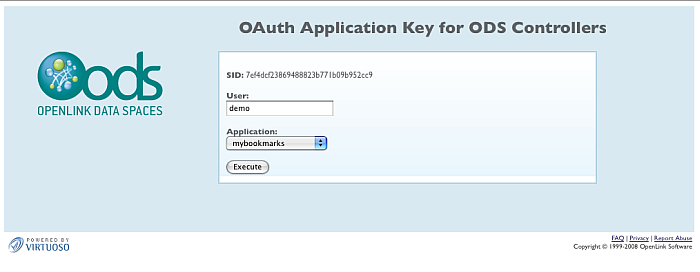 OAuth Application Key for ODS Controllers
ods
OPENLINK DATA SPACES
SID: 7ef4dcf23869488823b771b09b952cc9
User:
demo
Application:
mybookmarks
Execute
POWERED BY
VIRTUOSO
FAQ | Privacy | Report Abuse
Copyright © 1999-2008 OpenLink Software